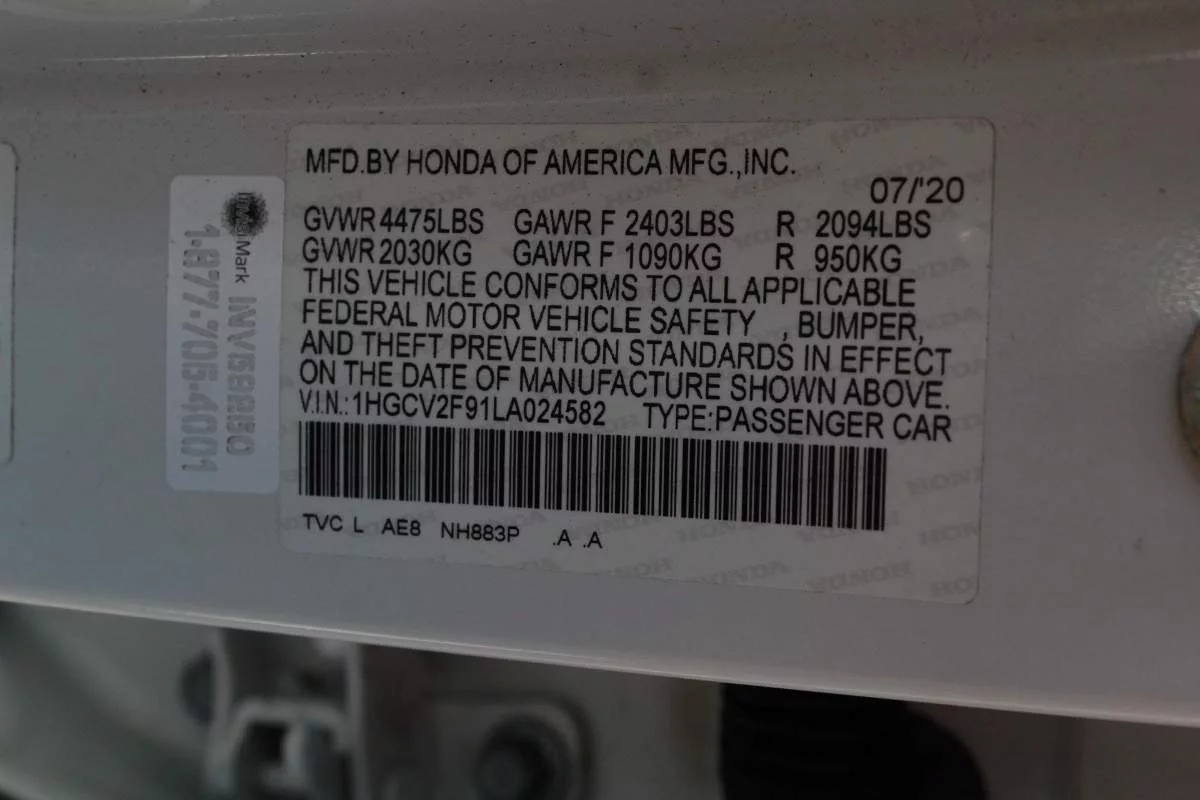 MFD.BY HONDA OF AMERICA MFG.,INC.
07/'20
GVWR 4475LBS GAWR F 2403LBS R 2094LBS
GVWR 2030KG GAWR F 1090KG R 950KG
THIS VEHICLE CONFORMS TO ALL APPLICABLE
FEDERAL MOTOR VEHICLE SAFETY , BUMPER,
AND THEFT PREVENTION STANDARDS IN EFFECT
ON THE DATE OF MANUFACTURE SHOWN ABOVE.
V.I.N.:1HGCV2F91LA024582 TYPE:PASSENGER CAR
TVC L AE8 NH883P .A .A
Mark
1-877-705-4001
HONDA